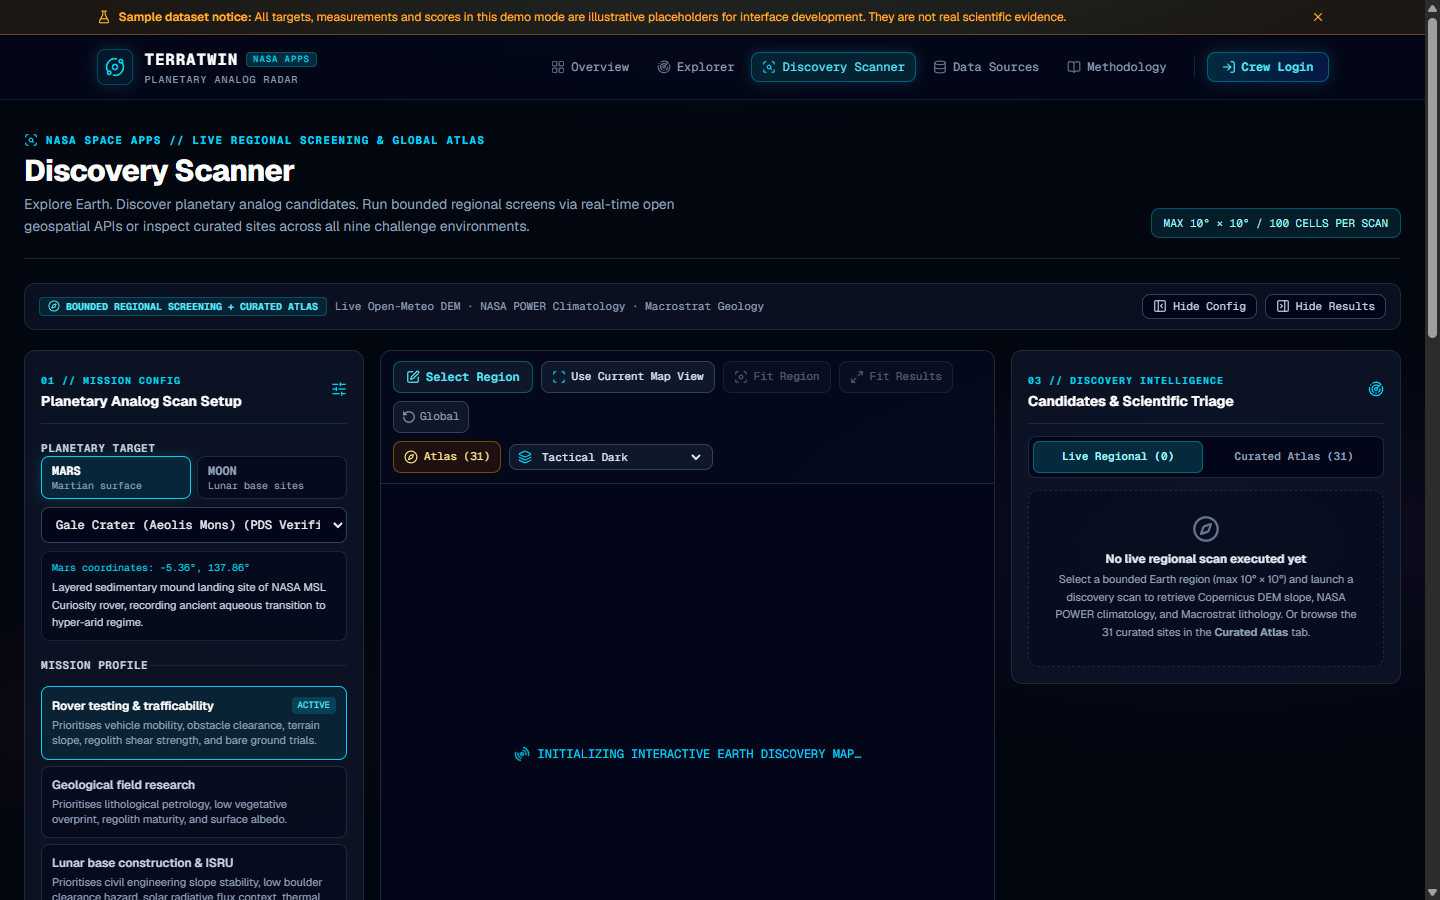 Sample dataset notice: All targets, measurements and scores in this demo mode are illustrative placeholders for interface development. They are not real scientific evidence.
TERRATWIN NASA APPS
PLANETARY ANALOG RADAR
Overview
Explorer
Discovery Scanner
Data Sources
Methodology
Crew Login
NASA SPACE APPS // LIVE REGIONAL SCREENING & GLOBAL ATLAS
Discovery Scanner
Explore Earth. Discover planetary analog candidates. Run bounded regional screens via real-time open
geospatial APIs or inspect curated sites across all nine challenge environments.
MAX 10° × 10° / 100 CELLS PER SCAN
BOUNDED REGIONAL SCREENING + CURATED ATLAS
Live Open-Meteo DEM · NASA POWER Climatology · Macrostrat Geology
Hide Config
Hide Results
01 // MISSION CONFIG
Planetary Analog Scan Setup
PLANETARY TARGET
MARS
Martian surface
MOON
Lunar base sites
Gale Crater (Aeolis Mons) (PDS Verifi
Mars coordinates: -5.36°, 137.86°
Layered sedimentary mound landing site of NASA MSL
Curiosity rover, recording ancient aqueous transition to
hyper-arid regime.
MISSION PROFILE
Rover testing & trafficability ACTIVE
Prioritises vehicle mobility, obstacle clearance, terrain
slope, regolith shear strength, and bare ground trials.
Geological field research
Prioritises lithological petrology, low vegetative
overprint, regolith maturity, and surface albedo.
Lunar base construction & ISRU
Prioritises civil engineering slope stability, low boulder
clearance hazard, solar radiative flux context, thermal
Select Region
Use Current Map View
Fit Region
Fit Results
Global
Atlas (31)
Tactical Dark
INITIALIZING INTERACTIVE EARTH DISCOVERY MAP…
03 // DISCOVERY INTELLIGENCE
Candidates & Scientific Triage
Live Regional (0)
Curated Atlas (31)
No live regional scan executed yet
Select a bounded Earth region (max 10° × 10°) and launch a
discovery scan to retrieve Copernicus DEM slope, NASA
POWER climatology, and Macrostrat lithology. Or browse the
31 curated sites in the Curated Atlas tab.